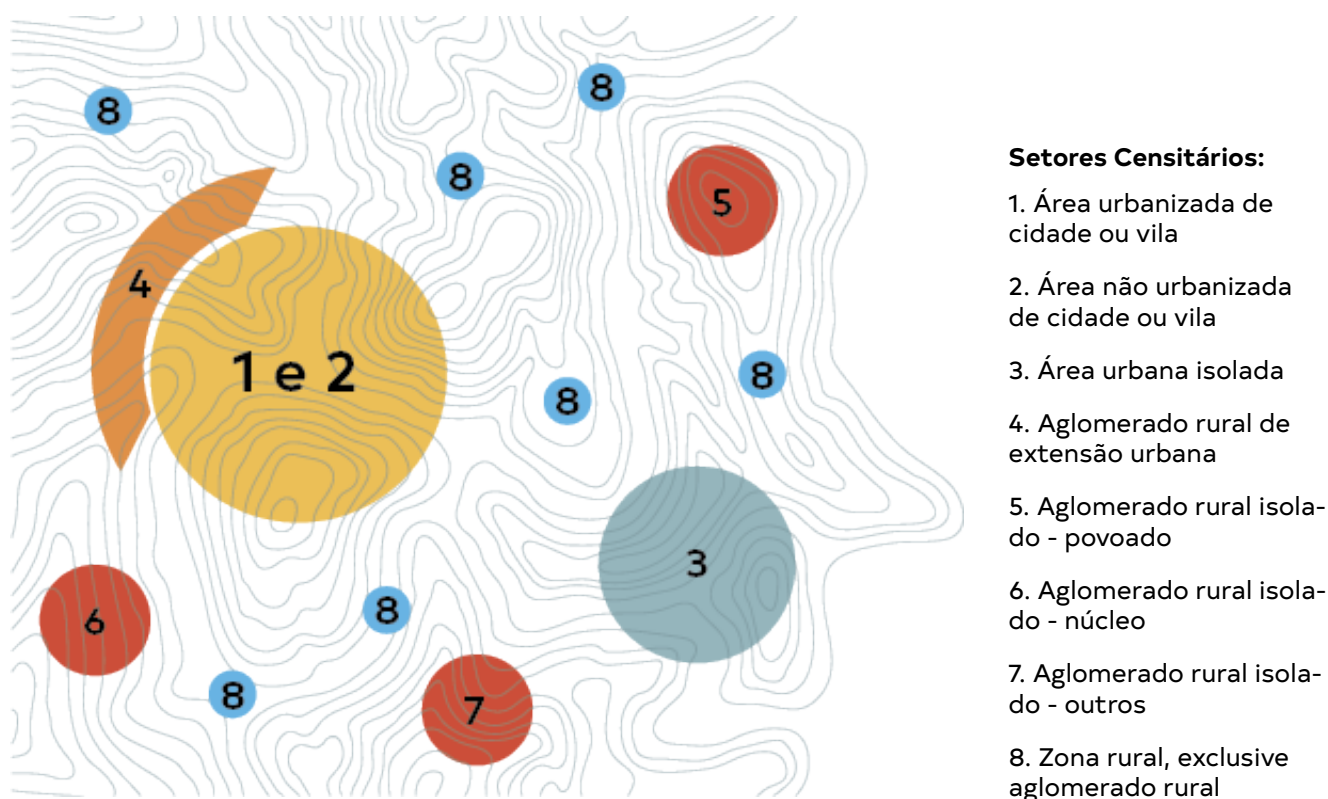 8
8
8
5
4
1 e 2
8
8
3
8
6
8
7
Setores Censitários:
1. Área urbanizada de
cidade ou vila
2. Área não urbanizada
de cidade ou vila
3. Área urbana isolada
4. Aglomerado rural de
extensão urbana
5. Aglomerado rural isola-
do - povoado
6. Aglomerado rural isola-
do - núcleo
7. Aglomerado rural isola-
do - outros
8. Zona rural, exclusive
aglomerado rural